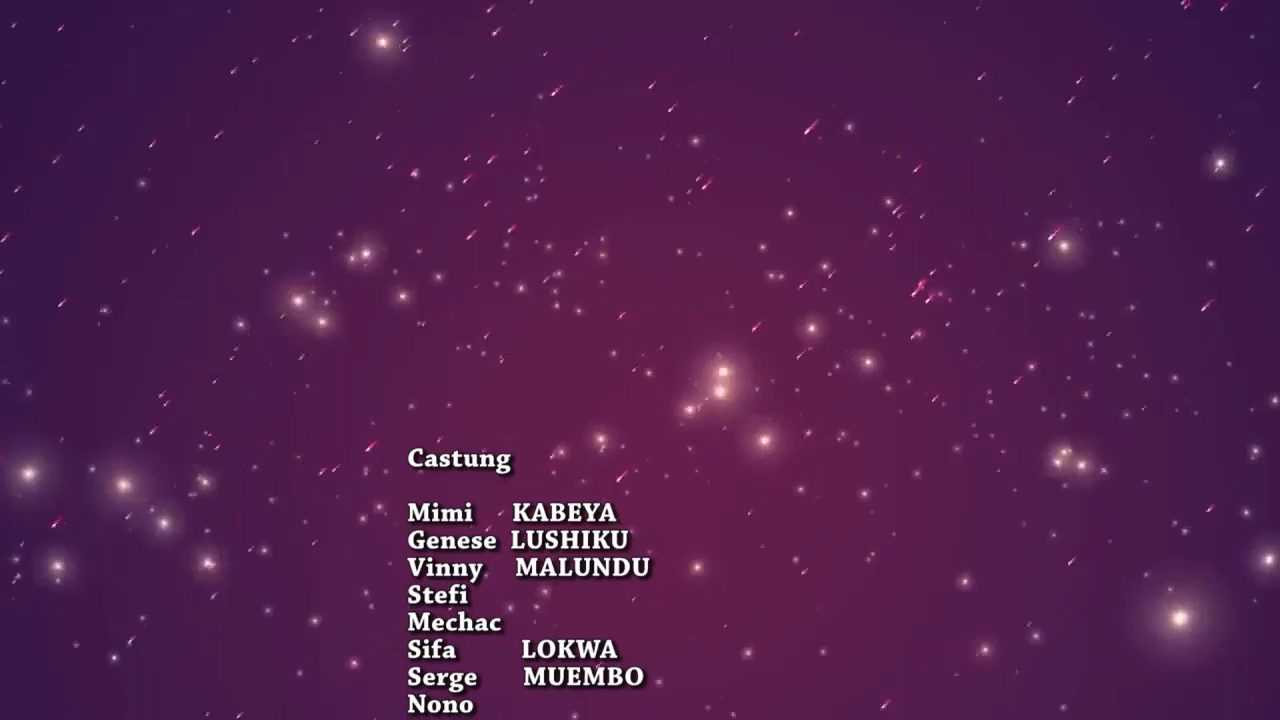 Castung
Mimi KABEYA
Genese LUSHIKU
Vinny MALUNDU
Stefi
Mechac
Sifa LOKWA
Serge MUEMBO
Nono